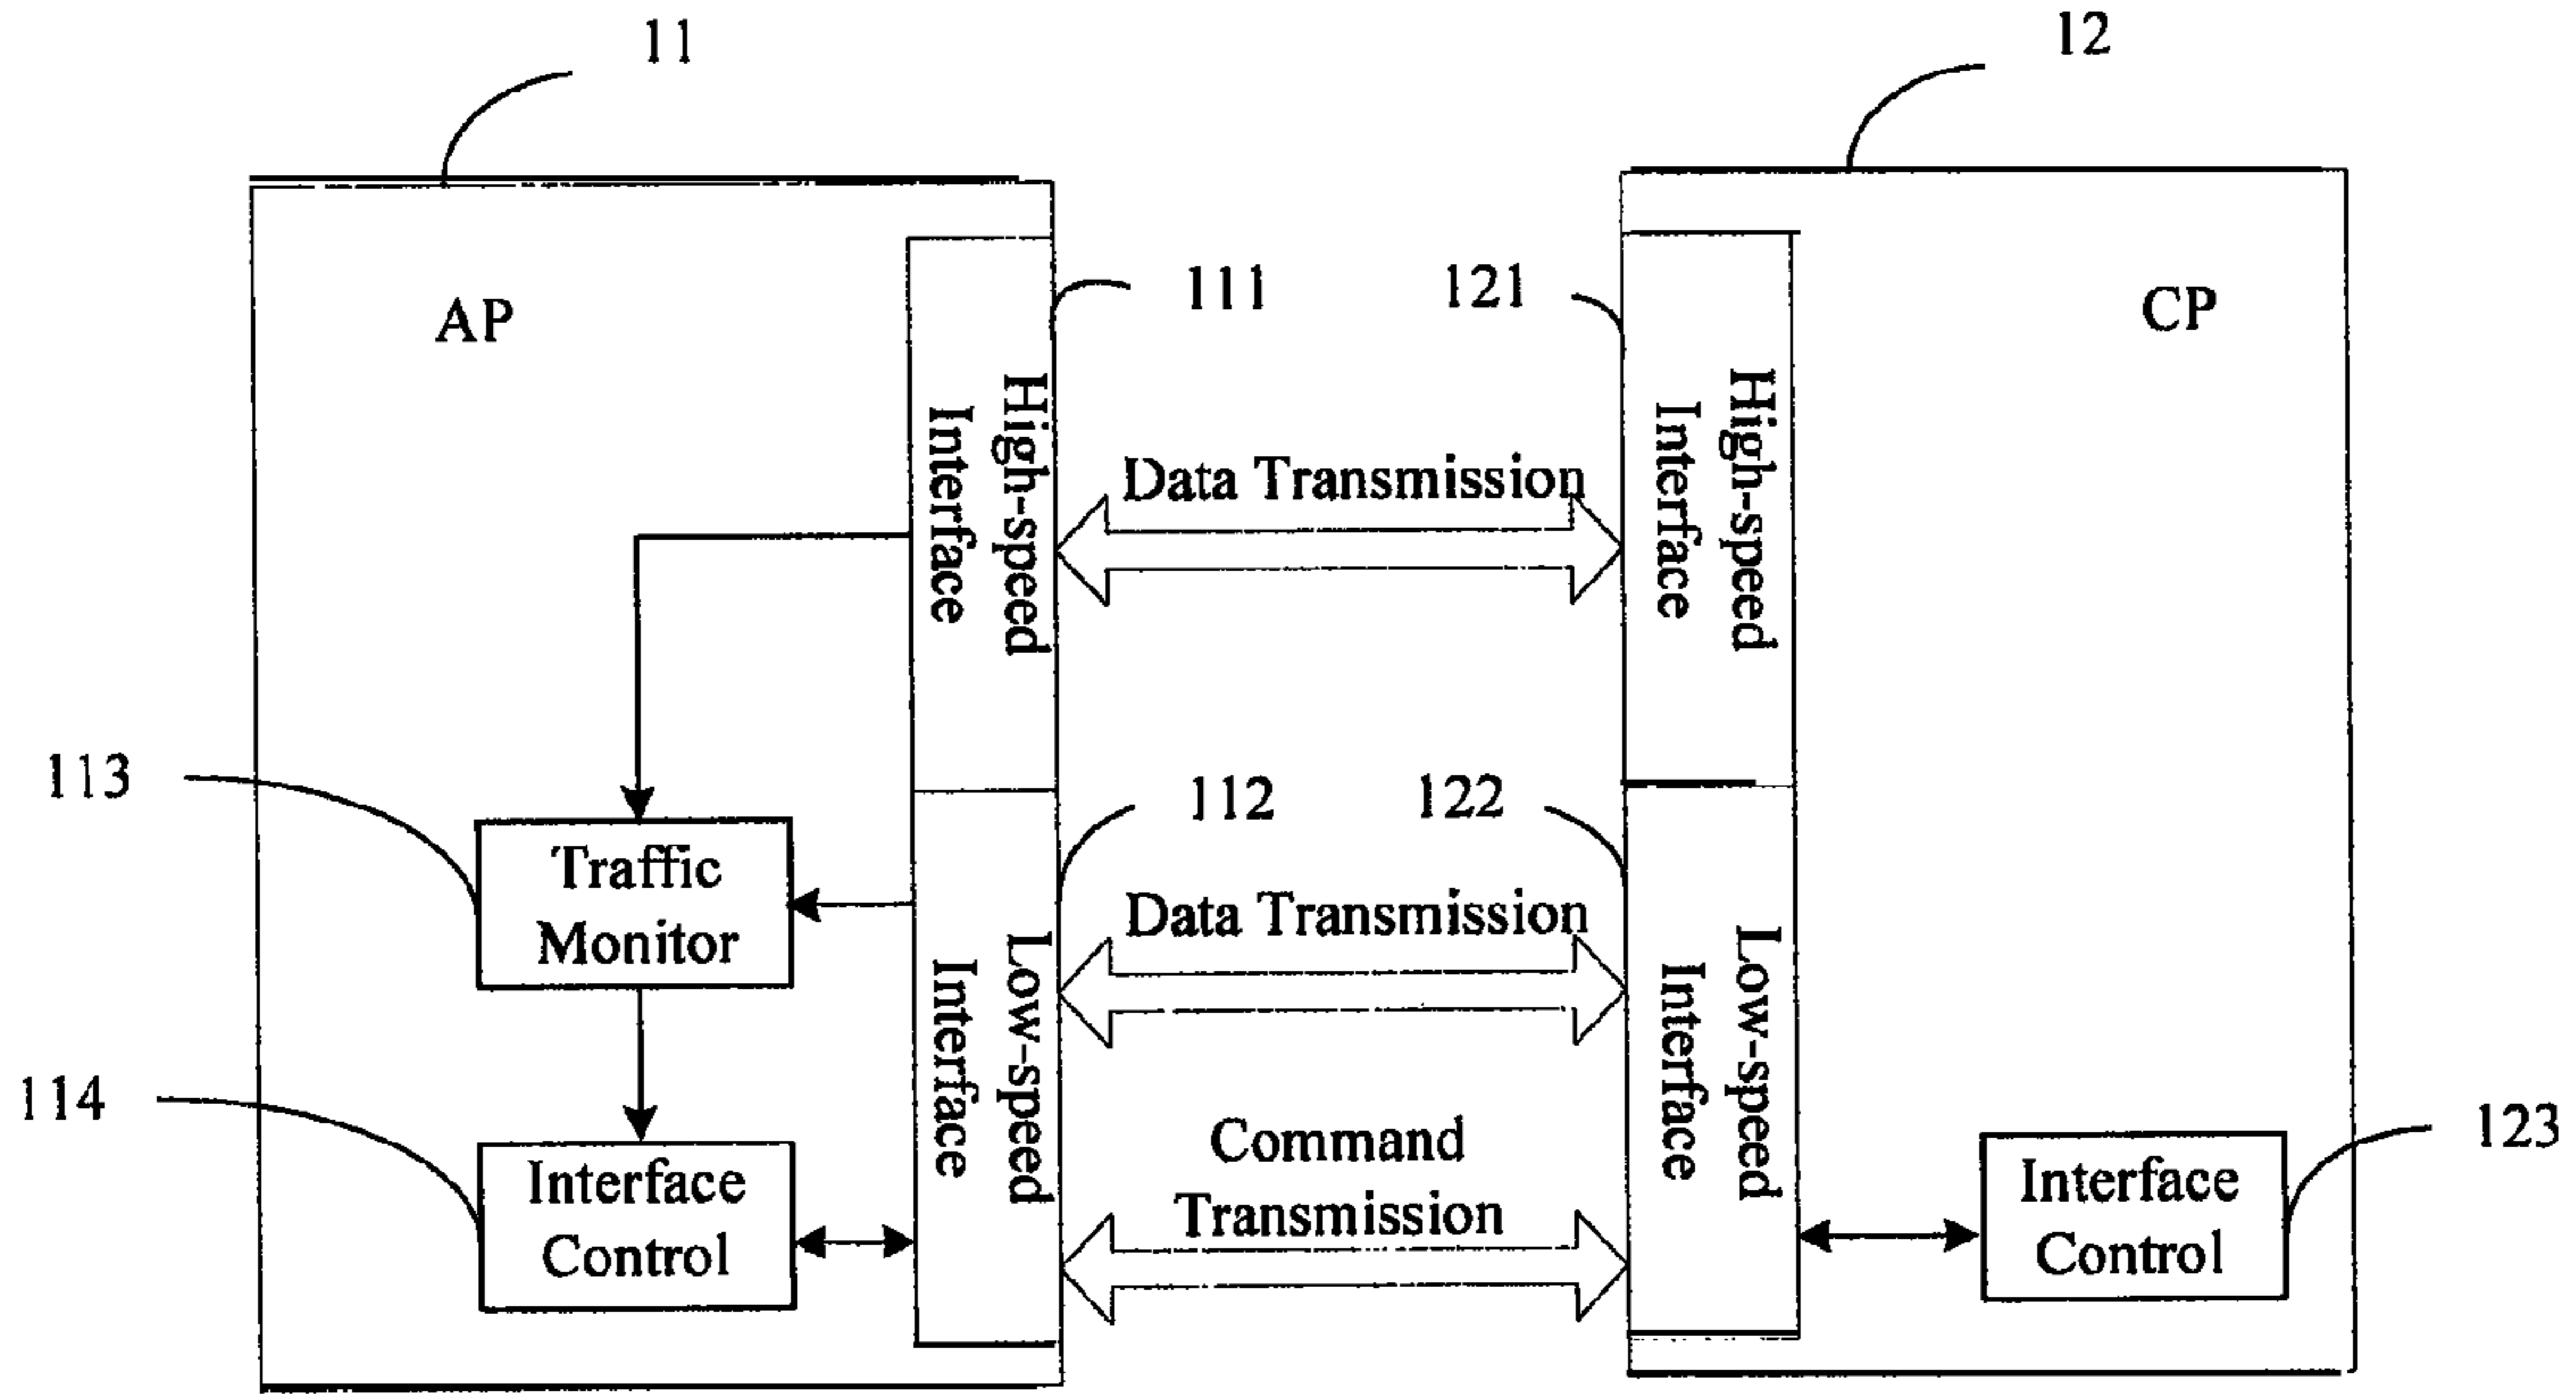 11
12
AP
CP
111
121
High-speed
Interface
High-speed
Interface
Data Transmission
113
112
122
Traffic
Monitor
Data Transmission
Low-speed
Interface
Low-speed
Interface
114
Command
Transmission
Interface
Control
Interface
Control
123